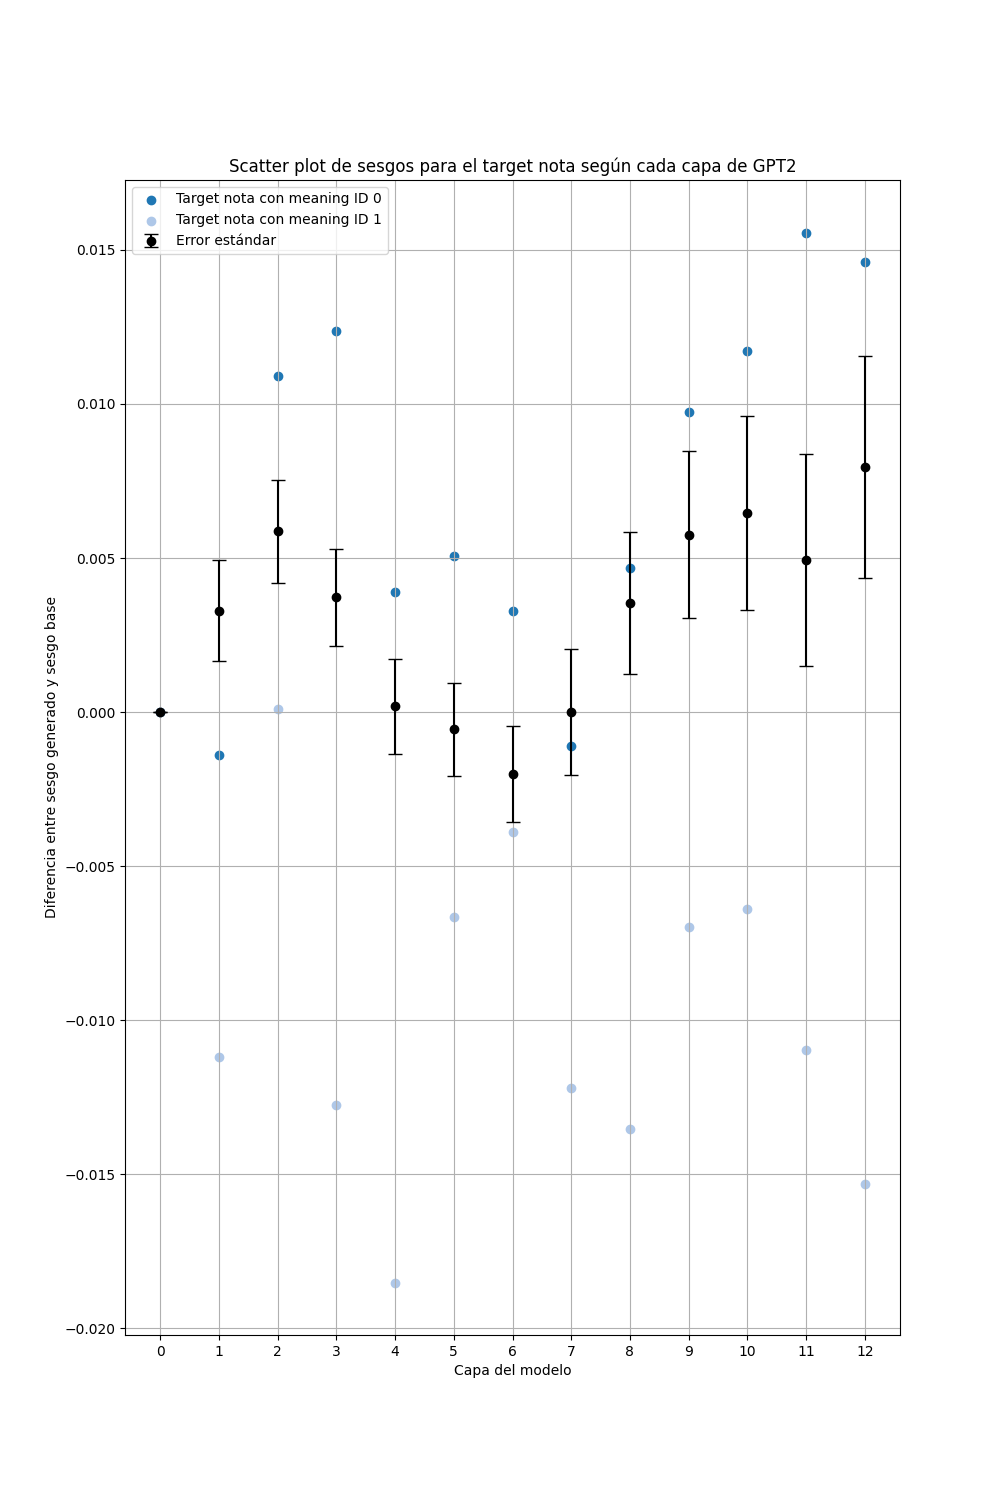 Scatter plot de sesgos para el target nota según cada capa de GPT2
Target nota con meaning ID 0
Target nota con meaning ID 1
Error estándar
0.015
0.010
0.005
0.000
−0.005
−0.010
−0.015
−0.020
Diferencia entre sesgo generado y sesgo base
0 1 2 3 4 5 6 7 8 9 10 11 12
Capa del modelo